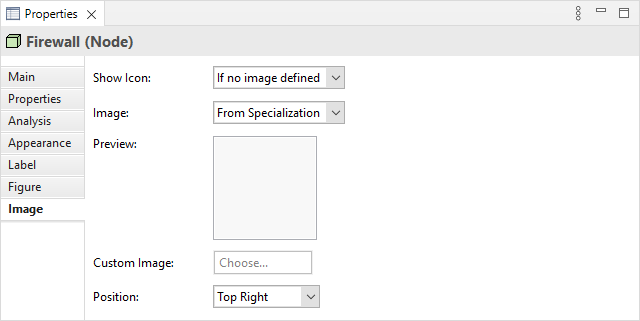 Properties
Firewall (Node)
Main
Properties
Analysis
Appearance
Label
Figure
Image
Show Icon: If no image defined
Image: From Specialization
Preview:
Custom Image: Choose...
Position: Top Right